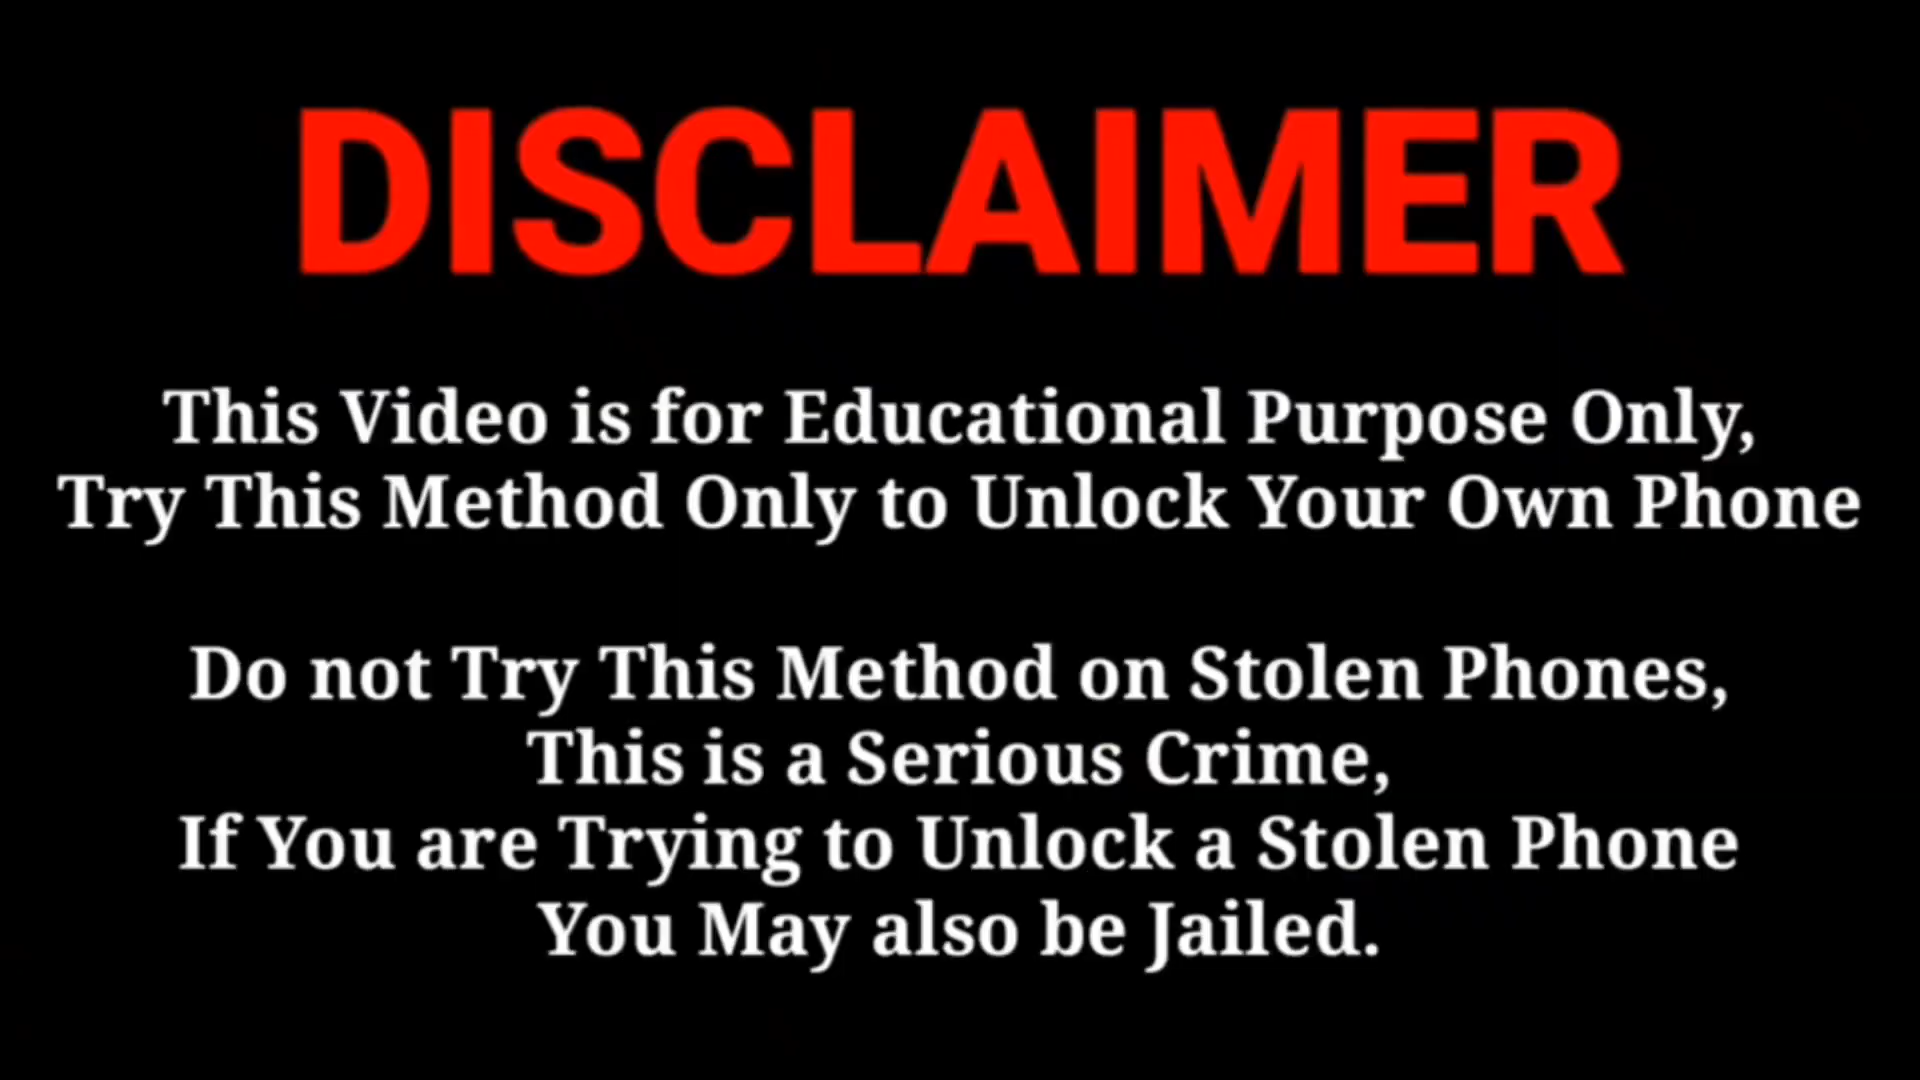 DISCLAIMER
This Video is for Educational Purpose Only,
Try This Method Only to Unlock Your Own Phone
Do not Try This Method on Stolen Phones,
This is a Serious Crime,
If You are Trying to Unlock a Stolen Phone
You May also be Jailed.